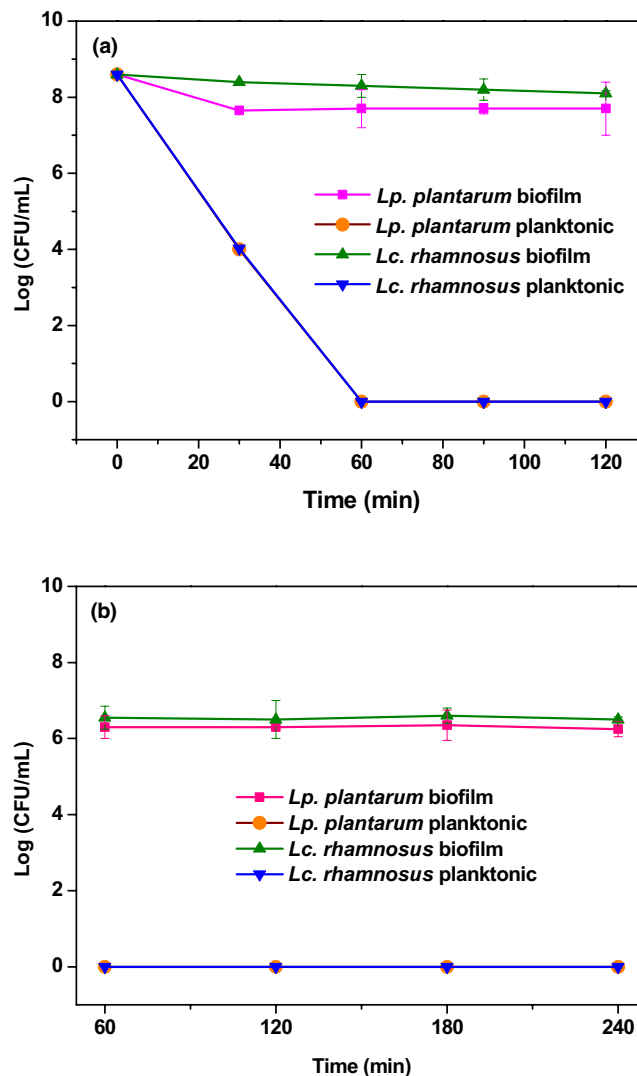 (a)
10
8
6
4
2
0
Log (CFU/mL)
Lp. plantarum biofilm
Lp. plantarum planktonic
Lc. rhamnosus biofilm
Lc. rhamnosus planktonic
0 20 40 60 80 100 120
Time (min)
(b)
10
8
6
4
2
0
Log (CFU/mL)
Lp. plantarum biofilm
Lp. plantarum planktonic
Lc. rhamnosus biofilm
Lc. rhamnosus planktonic
60 120 180 240
Time (min)